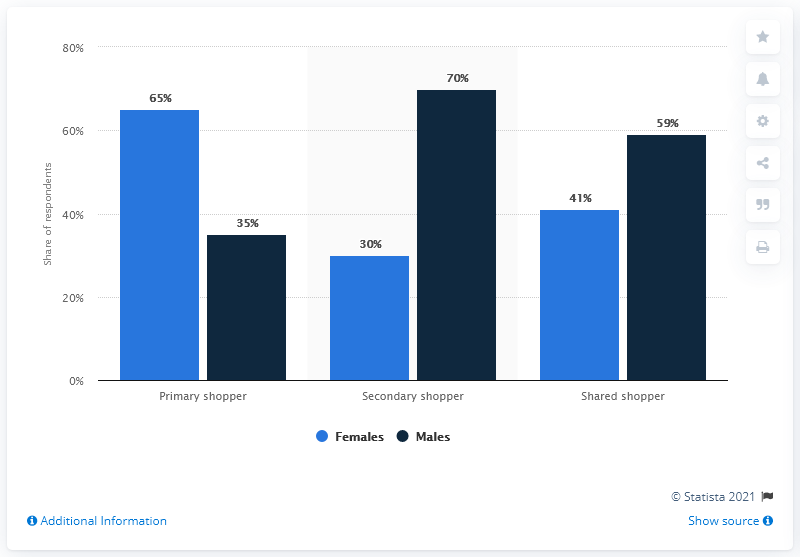 80%
60%
40%
20%
0%
Share of respondents
65%
35%
30%
70%
41%
59%
Primary shopper
Secondary shopper
Shared shopper
Females
Males
© Statista 2021
Additional Information
Show source